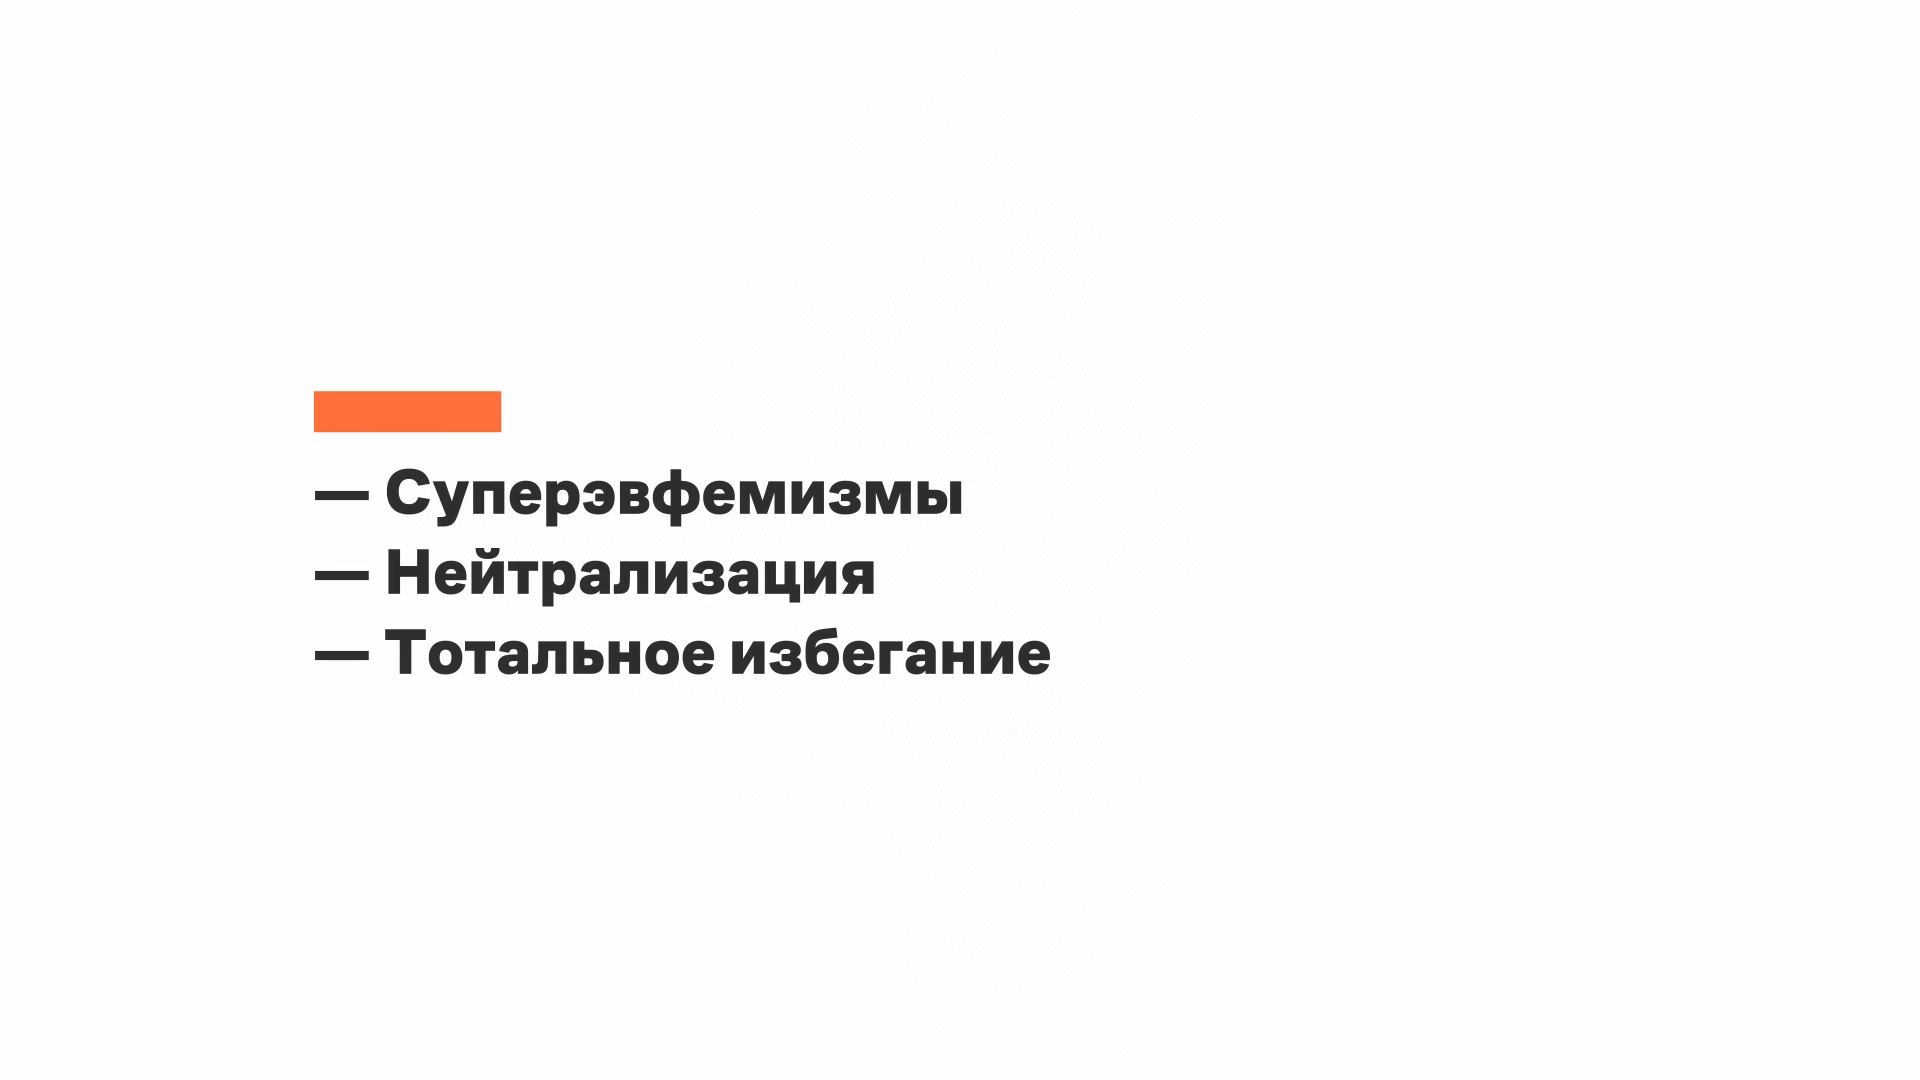 — Суперэвфемизмы
— Нейтрализация
— Тотальное избегание